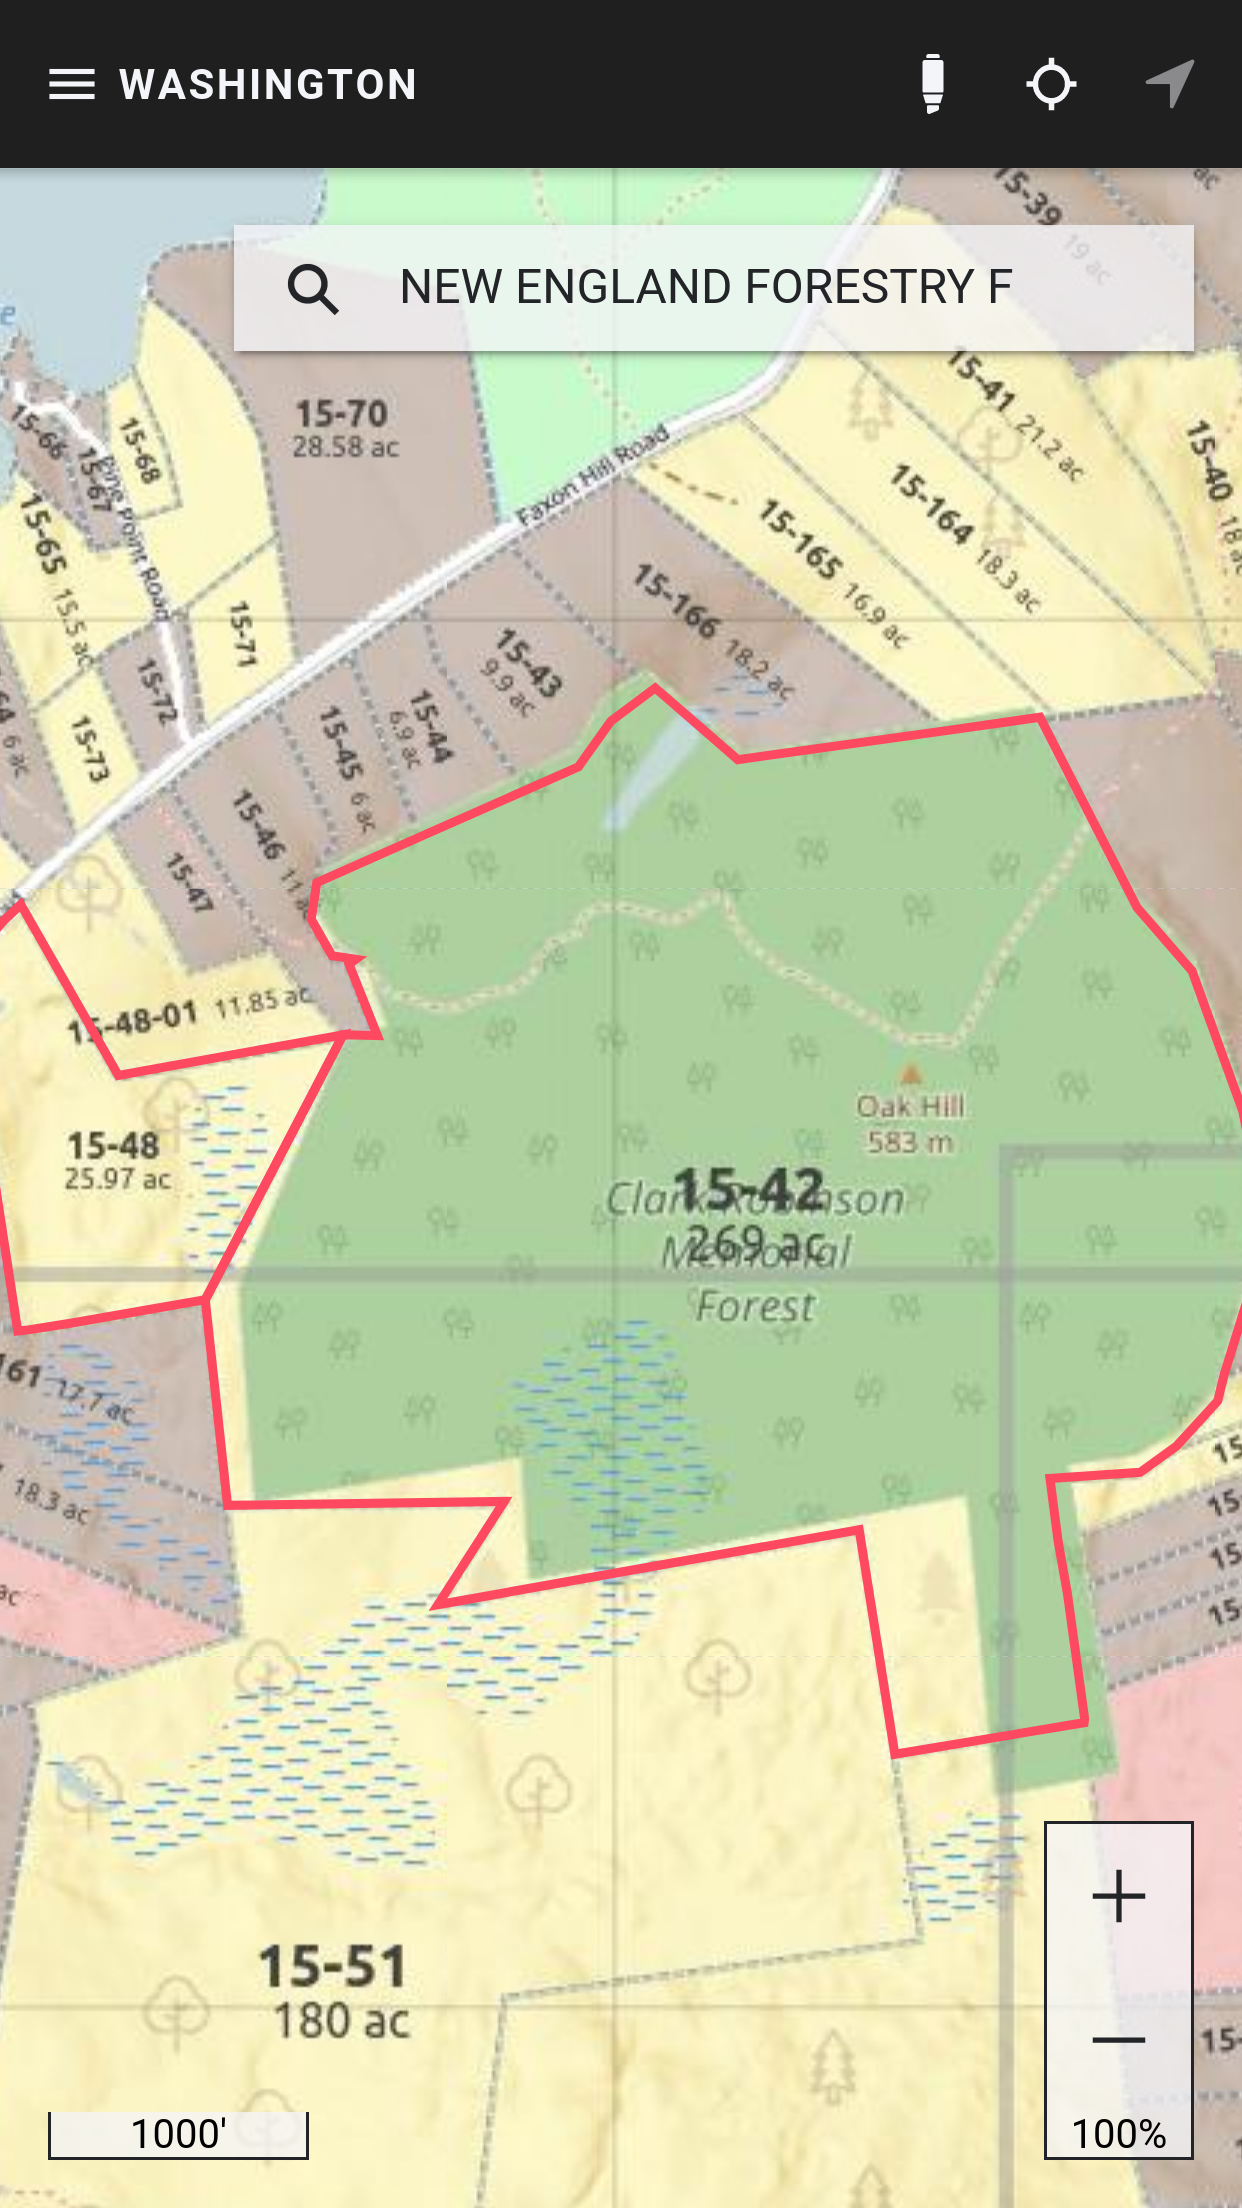 WASHINGTON
NEW ENGLAND FORESTRY F
15-39
19 ac
ac
15-70
28.58 ac
15-41 21.2 ac
15-40
15-66
15-67
15-68
Pine Point Road
Faxon Hill Road
15-164 18.3 ac
15-165 16.9 ac
15-65 15.5 ac
15-166 18.2 ac
15-71
15-43
9.9 ac
15-72
15-44
6.9 ac
6 ac
15-73
15-45 6 ac
15-46
15-47
15-48-01 11.85 ac
Oak Hill
583 m
15-48
25.97 ac
15-42
269 ac
Clark Robinson
Memorial
Forest
161 17.7 ac
18.3 ac
15-
15-
15-
15-
ac
15-51
180 ac
15-
1000'
100%